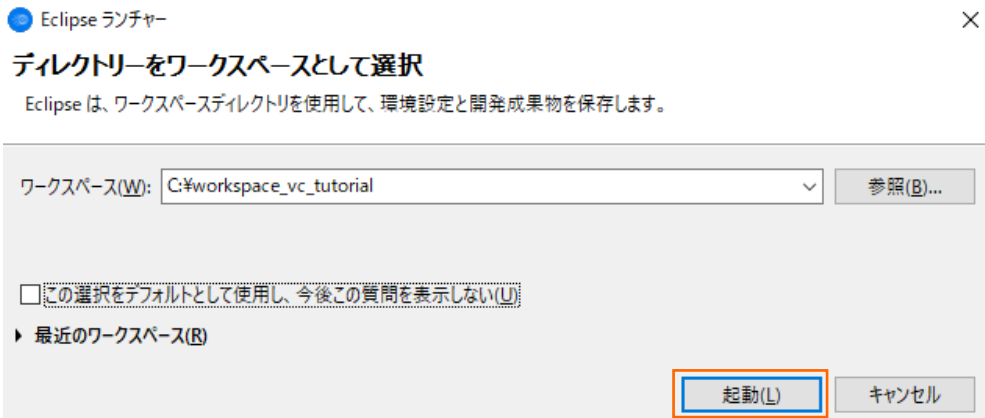 Eclipse ランチャー
ディレクトリーをワークスペースとして選択
Eclipse は、ワークスペースディレクトリを使用して、環境設定と開発成果物を保存します。
ワークスペース(W): C:¥workspace_vc_tutorial 参照(B)...
この選択をデフォルトとして使用し、今後この質問を表示しない(U)
最近のワークスペース(R)
起動(L) キャンセル